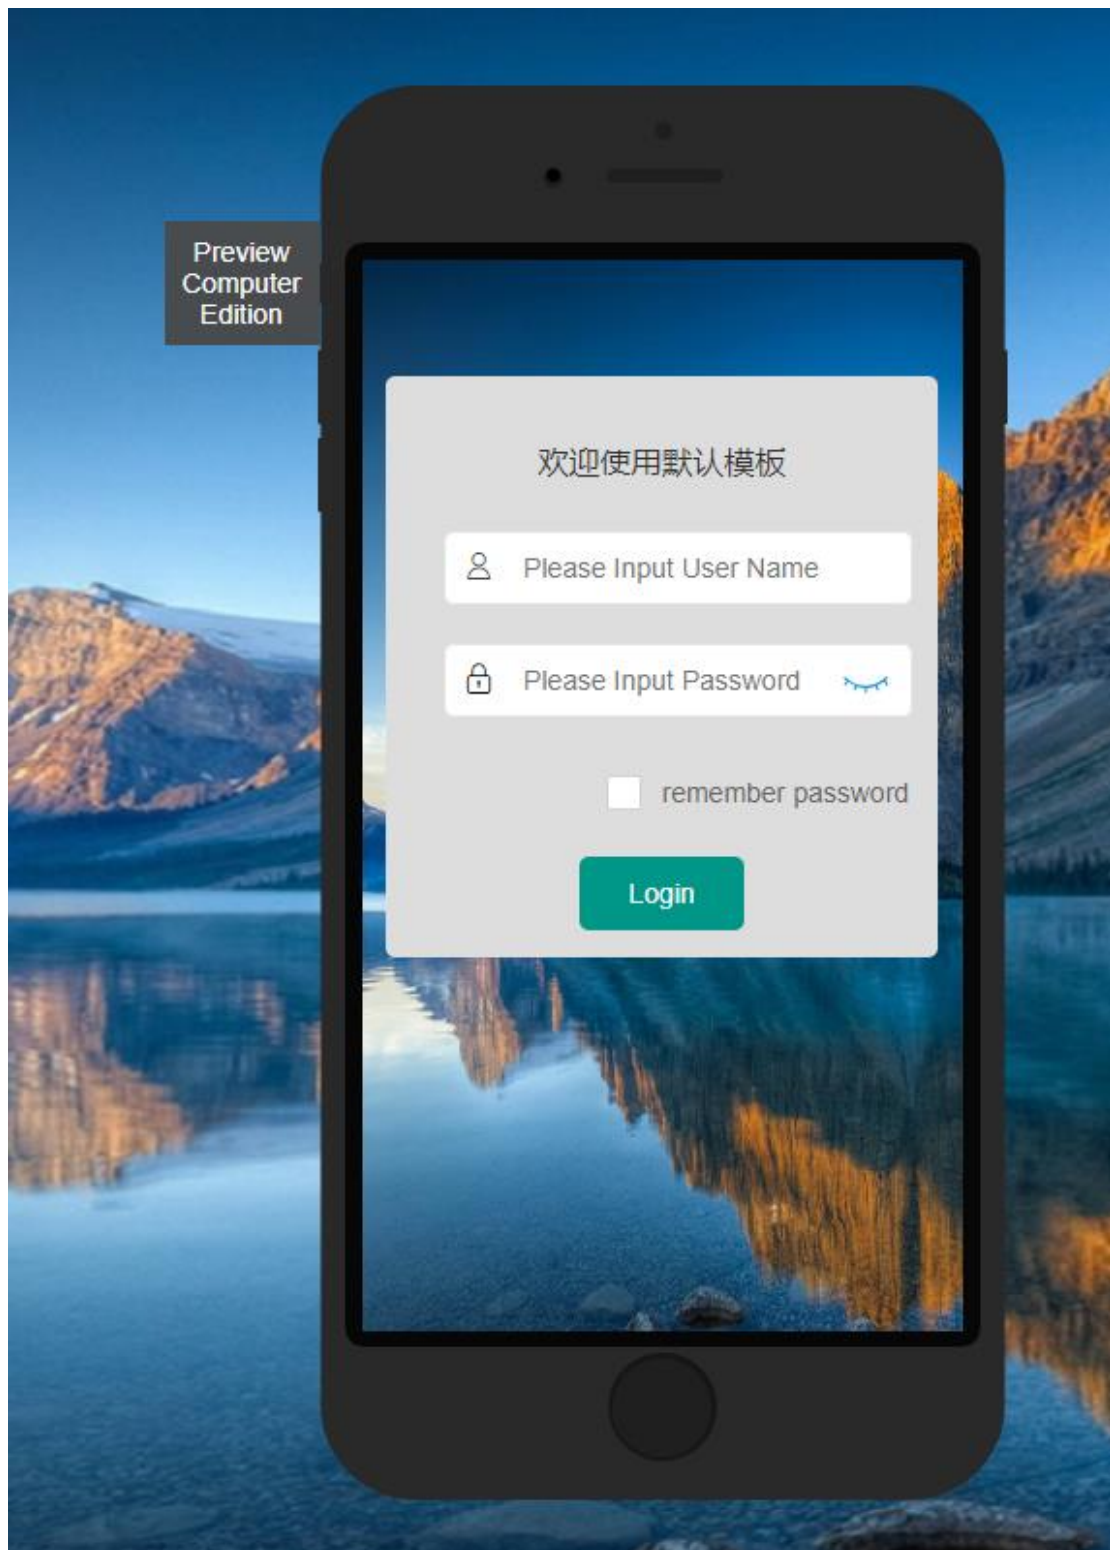 Preview
Computer
Edition
欢迎使用默认模板
Please Input User Name
Please Input Password
remember password
Login